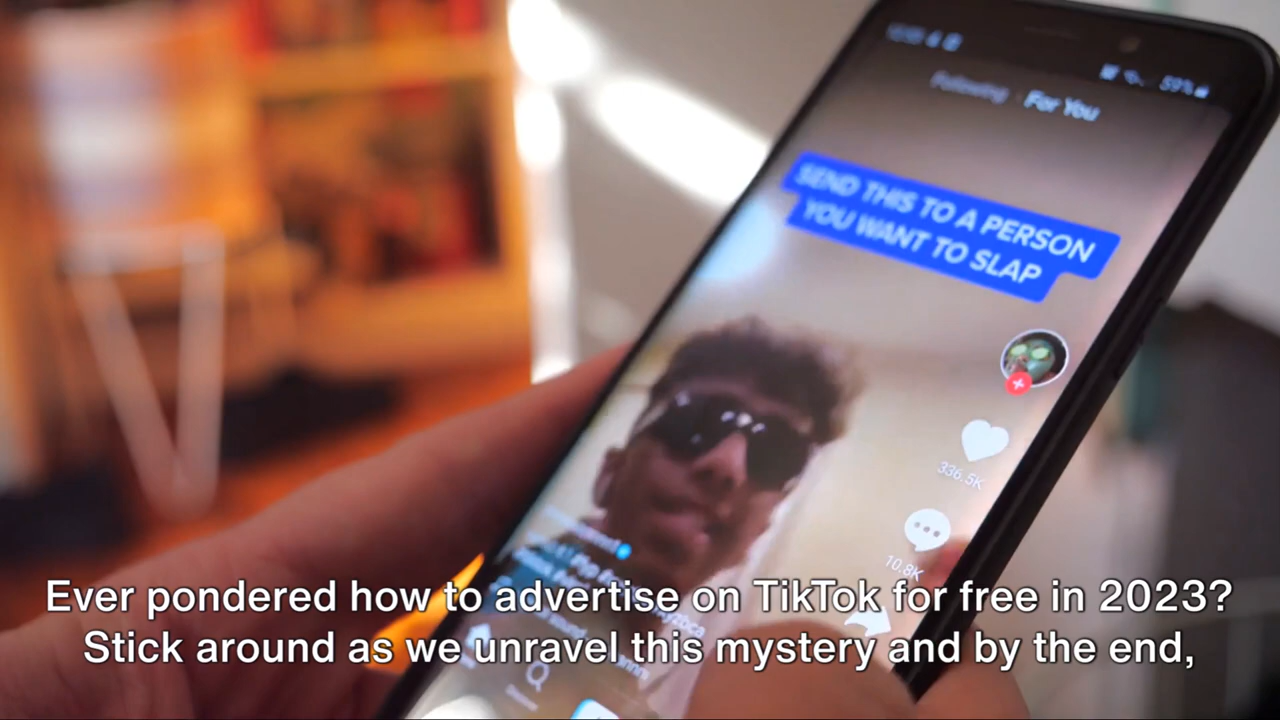 59%
Following For You
SEND THIS TO A PERSON
YOU WANT TO SLAP
336.5K
10.8K
Ever pondered how to advertise on TikTok for free in 2023?
Stick around as we unravel this mystery and by the end,